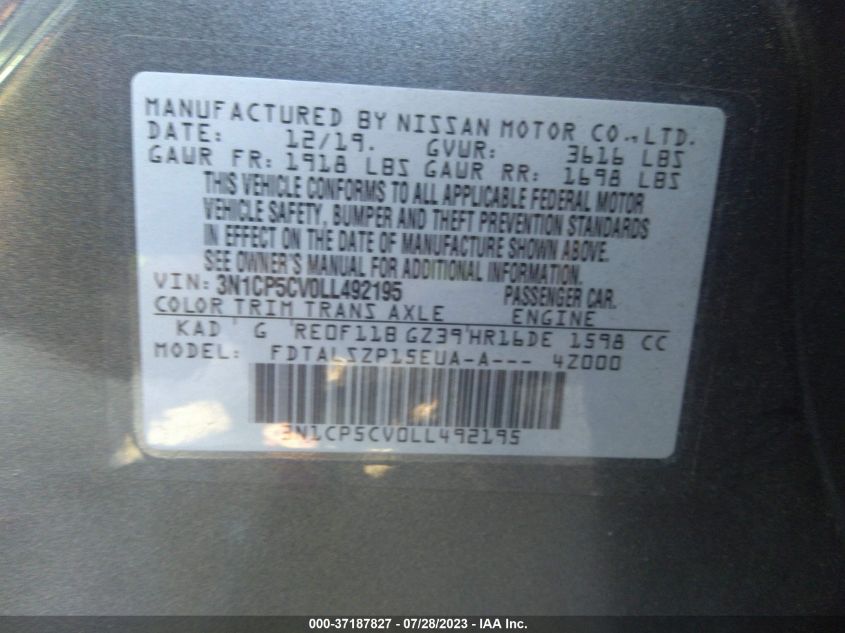 MANUFACTURED BY NISSAN MOTOR CO.,LTD.
DATE: 12/19. GVWR: 3616 LBS
GAWR FR: 1918 LBS GAWR RR: 1698 LBS
THIS VEHICLE CONFORMS TO ALL APPLICABLE FEDERAL MOTOR
VEHICLE SAFETY, BUMPER AND THEFT PREVENTION STANDARDS
IN EFFECT ON THE DATE OF MANUFACTURE SHOWN ABOVE.
SEE OWNER'S MANUAL FOR ADDITIONAL INFORMATION.
VIN: 3N1CP5CV0LL492195 PASSENGER CAR.
COLOR TRIM TRANS AXLE ENGINE
KAD G RE0F11B GZ39 HR16DE 1598 CC
MODEL: FDTALSZP15EUA-A--- 4Z000
3N1CP5CV0LL492195
000-37187827 - 07/28/2023 - IAA Inc.